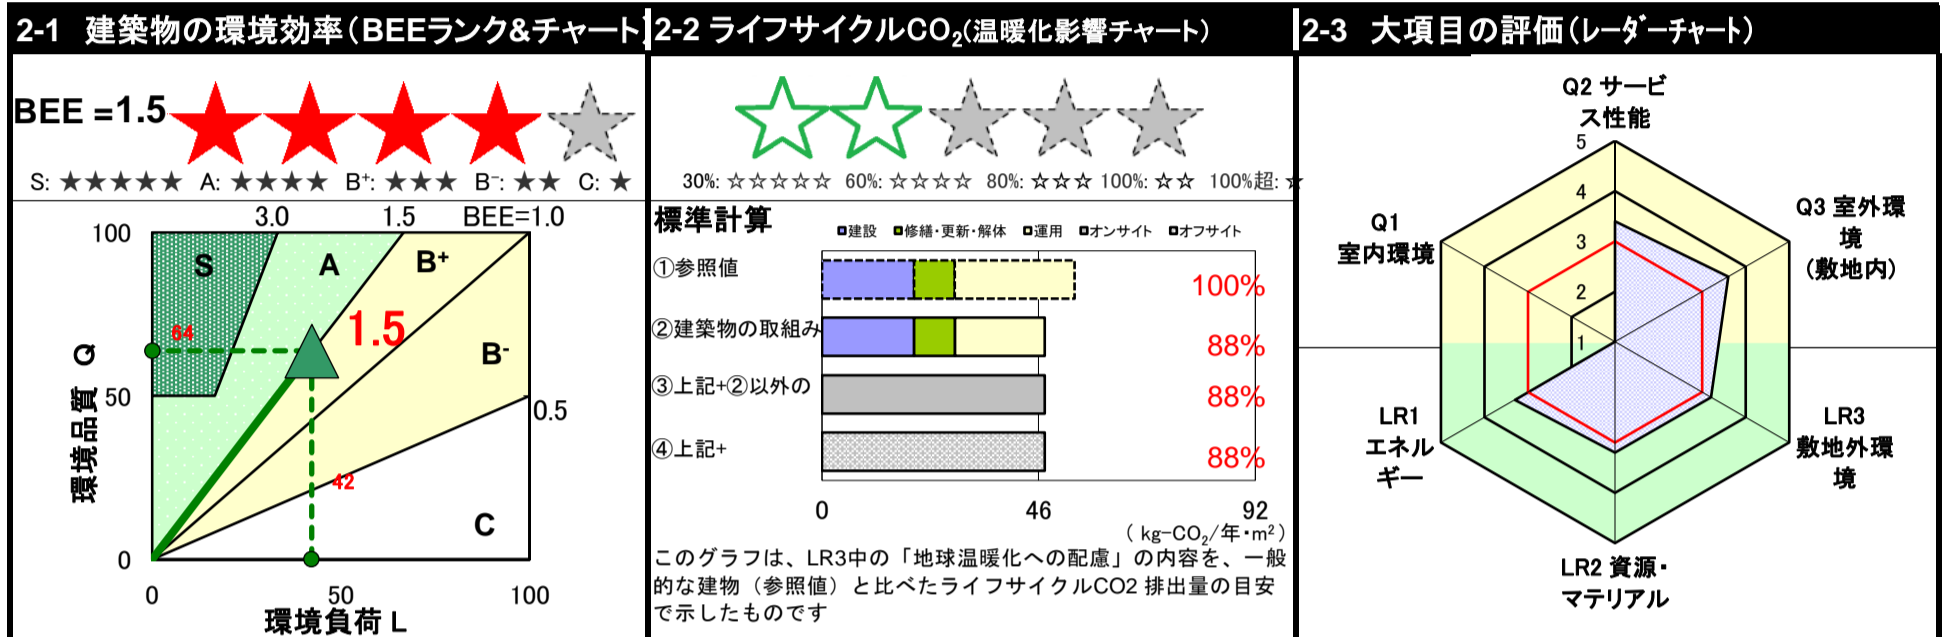 2-1 建築物の環境効率(BEEランク&チャート)
BEE =1.5
S: ★★★★★ A: ★★★★ B⁺: ★★★ B⁻: ★★ C: ★
3.0 1.5 BEE=1.0
100
S
A
B⁺
64
1.5
B⁻
環境品質 Q
50
0.5
42
C
0
0 50 100
環境負荷 L
2-2 ライフサイクルCO₂(温暖化影響チャート)
30%: ☆☆☆☆☆ 60%: ☆☆☆☆ 80%: ☆☆☆ 100%: ☆☆ 100%超: ☆
標準計算
建設 修繕・更新・解体 運用 オンサイト オフサイト
①参照値 100%
②建築物の取組み 88%
③上記+②以外の 88%
④上記+ 88%
0 46 92
( kg-CO₂/年・m²)
このグラフは、LR3中の「地球温暖化への配慮」の内容を、一般
的な建物(参照値)と比べたライフサイクルCO2 排出量の目安
で示したものです
2-3 大項目の評価(レーダーチャート)
Q2 サービ
ス性能
5
4
3
2
1
Q3 室外環
境
(敷地内)
Q1
室内環境
LR1
エネル
ギー
LR3
敷地外環
境
LR2 資源・
マテリアル